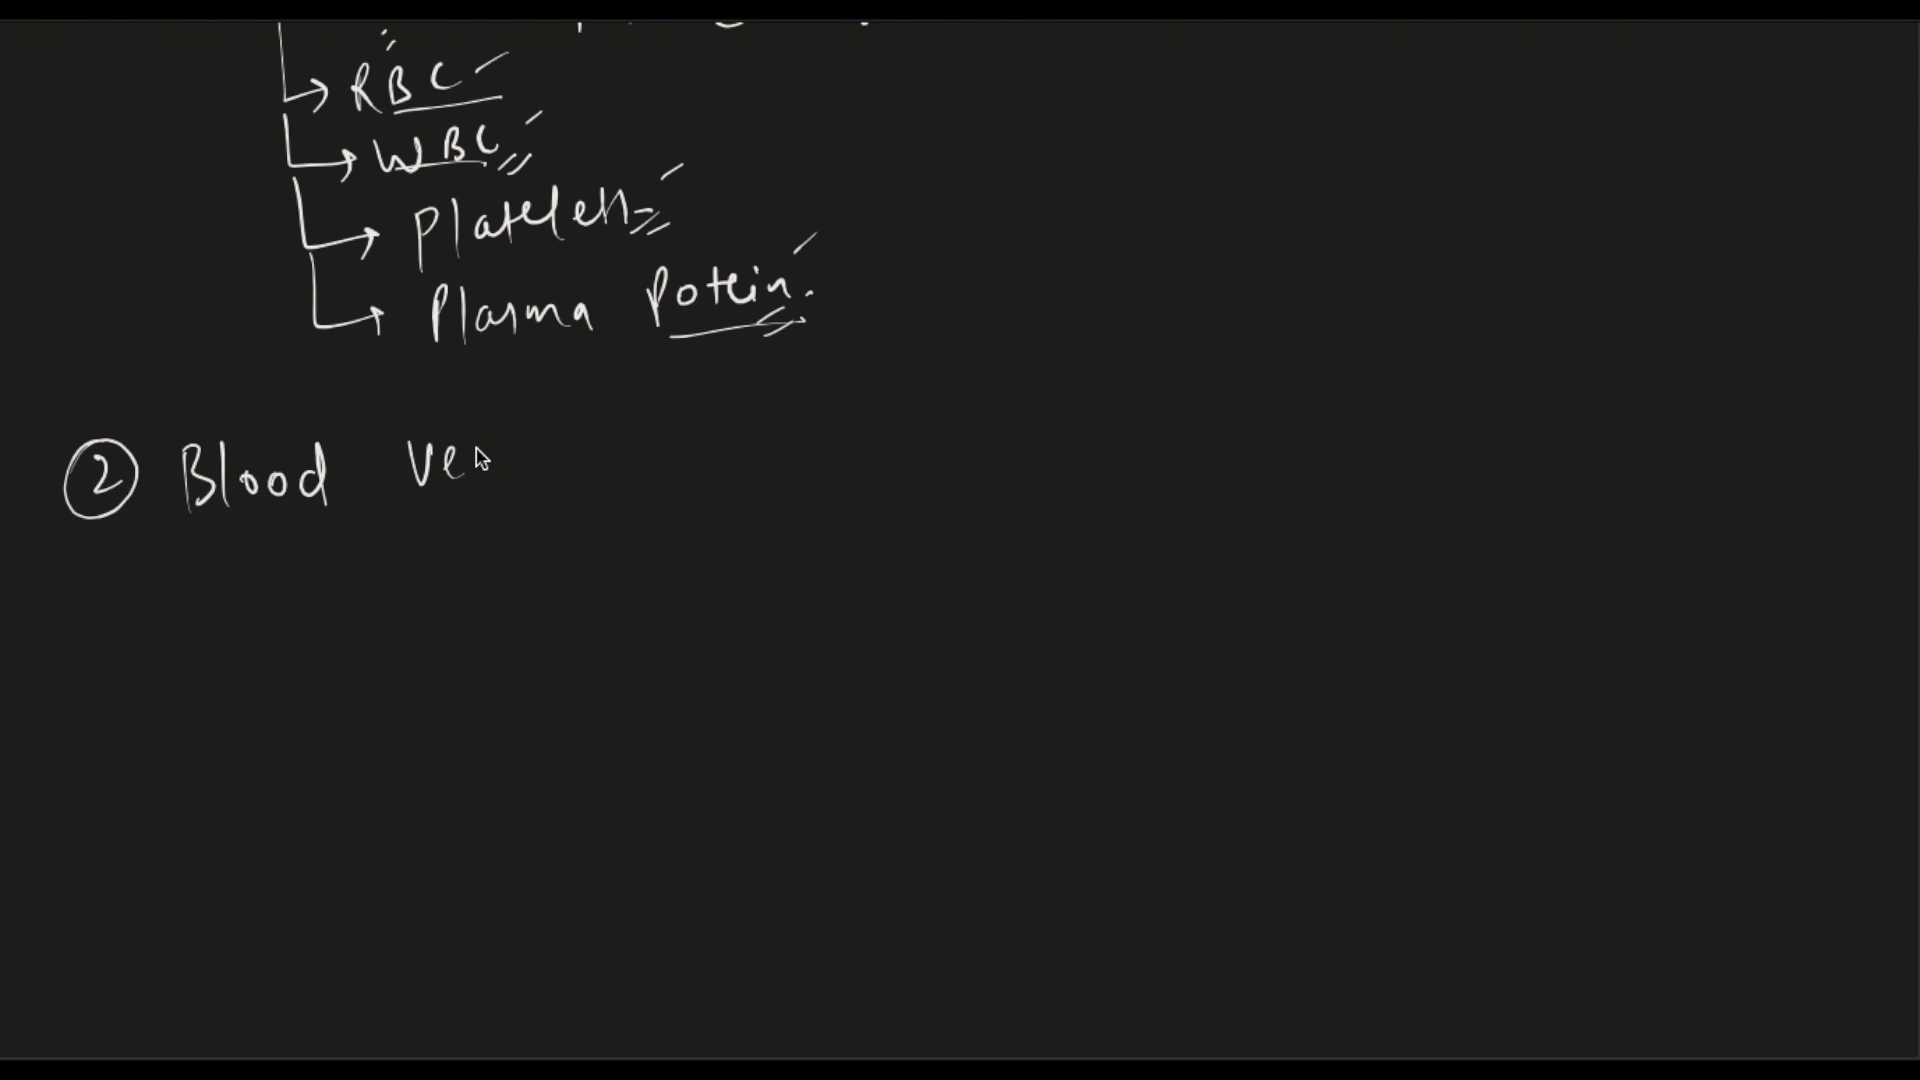 → RBC
→ WBC
→ Platelets
→ Plasma Potein.
② Blood Ve